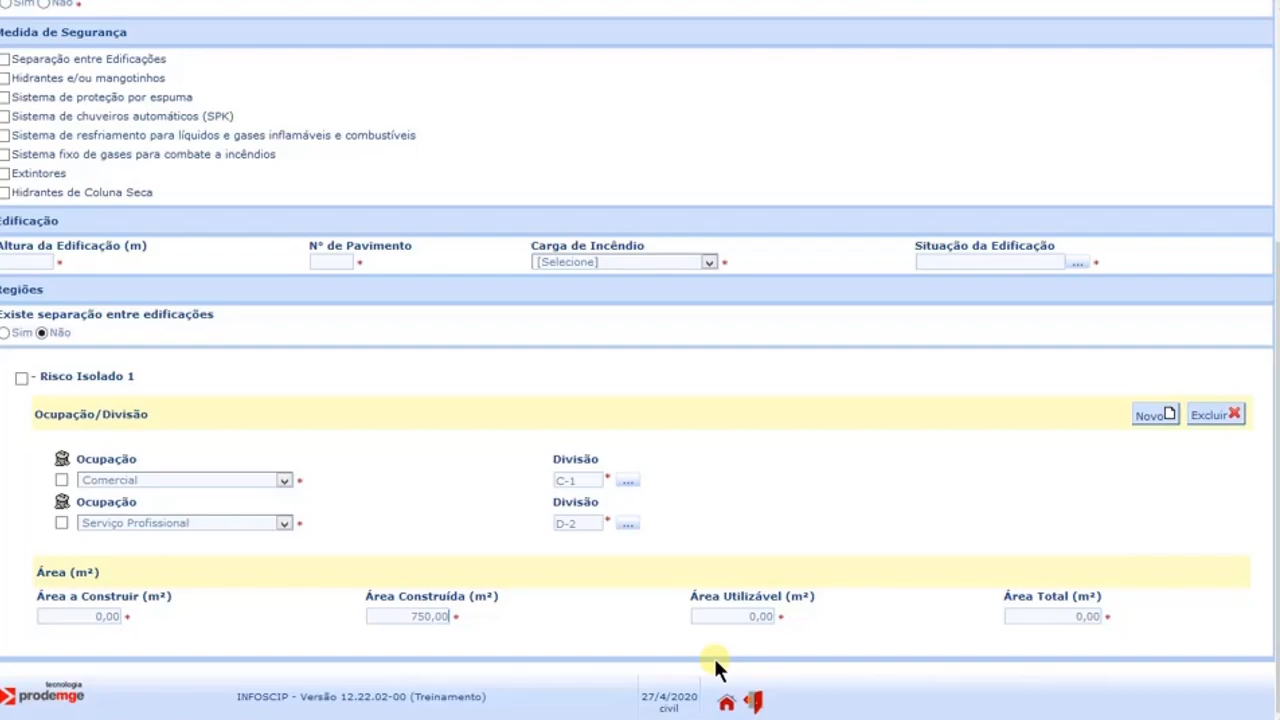 Sim Não *
Medida de Segurança
Separação entre Edificações
Hidrantes e/ou mangotinhos
Sistema de proteção por espuma
Sistema de chuveiros automáticos (SPK)
Sistema de resfriamento para líquidos e gases inflamáveis e combustíveis
Sistema fixo de gases para combate a incêndios
Extintores
Hidrantes de Coluna Seca
Edificação
Altura da Edificação (m) N° de Pavimento Carga de Incêndio Situação da Edificação
* * [Selecione] * ... *
Regiões
Existe separação entre edificações
Sim Não
- Risco Isolado 1
Ocupação/Divisão Novo Excluir
Ocupação Divisão
Comercial * C-1 * ...
Ocupação Divisão
Serviço Profissional * D-2 * ...
Área (m²)
Área a Construir (m²) Área Construída (m²) Área Utilizável (m²) Área Total (m²)
0,00 * 750,00 * 0,00 * 0,00 *
tecnologia
prodemge INFOSCIP - Versão 12.22.02-00 (Treinamento) 27/4/2020
civil